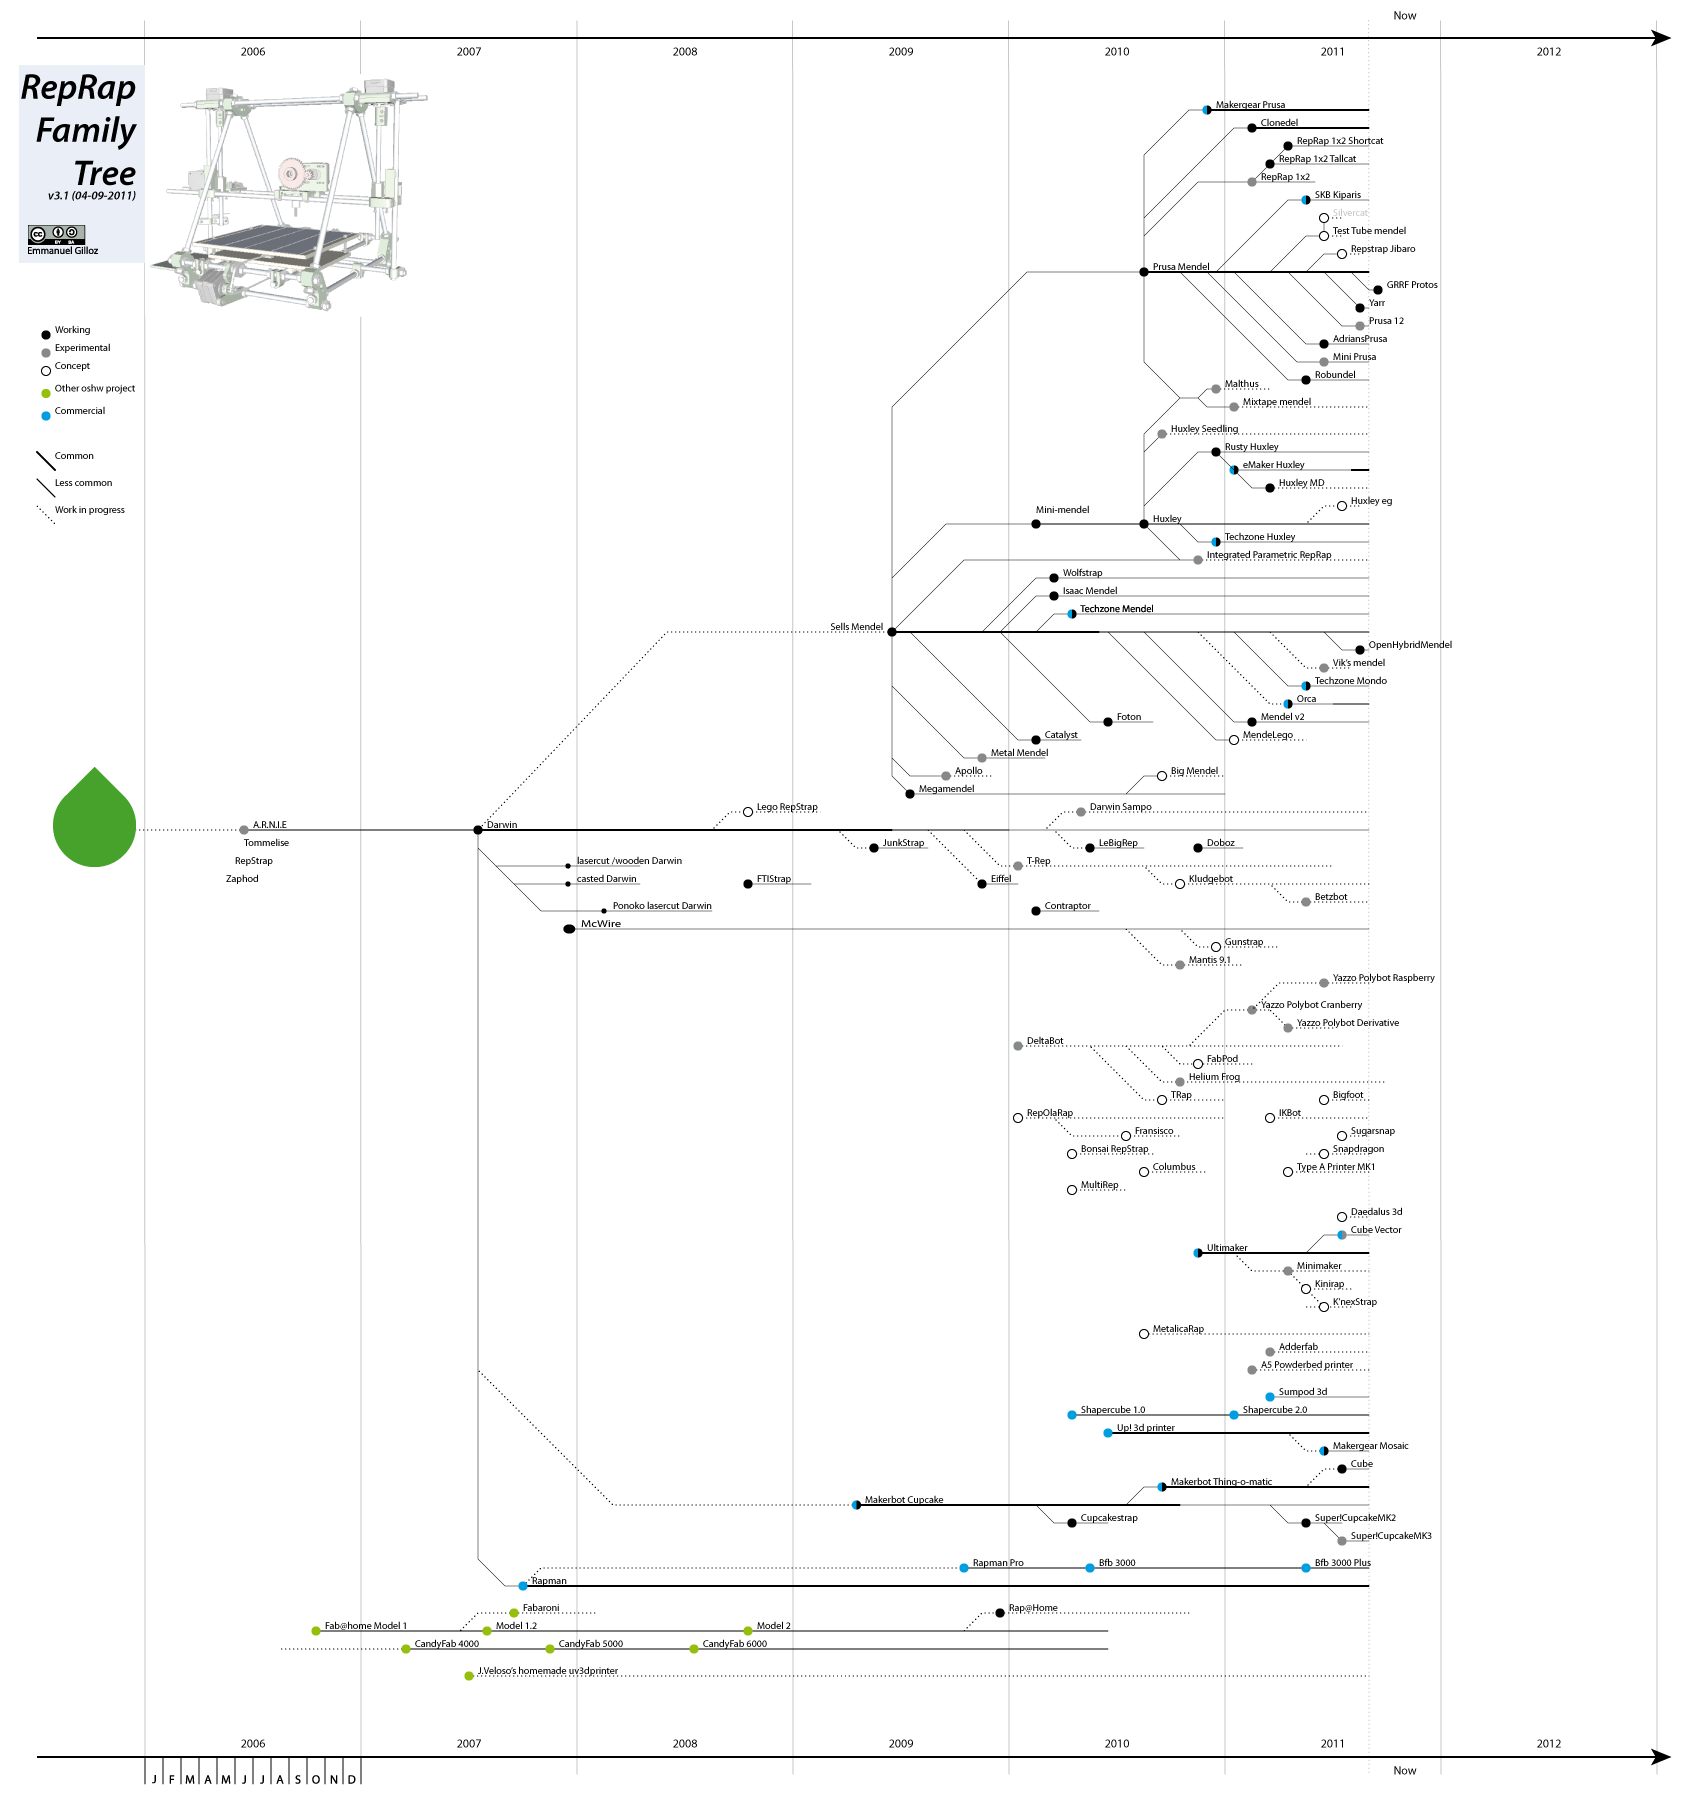 Now
2006 2007 2008 2009 2010 2011 2012
RepRap
Family
Tree
v3.1 (04-09-2011)
cc BY SA
Emmanuel Gilloz
Working
Experimental
Concept
Other oshw project
Commercial
Common
Less common
Work in progress
Makergear Prusa
Clonedel
RepRap 1x2 Shortcat
RepRap 1x2 Tallcat
RepRap 1x2
SKB Kiparis
Silvercat
Test Tube mendel
Repstrap Jibaro
Prusa Mendel
GRRF Protos
Yarr
Prusa 12
AdriansPrusa
Mini Prusa
Robundel
Malthus
Mixtape mendel
Huxley Seedling
Rusty Huxley
eMaker Huxley
Huxley MD
Huxley eg
Mini-mendel
Huxley
Techzone Huxley
Integrated Parametric RepRap
Wolfstrap
Isaac Mendel
Techzone Mendel
Sells Mendel
OpenHybridMendel
Vik's mendel
Techzone Mondo
Orca
Foton
Mendel v2
Catalyst
MendeLego
Metal Mendel
Apollo
Big Mendel
Megamendel
Lego RepStrap
Darwin Sampo
A.R.N.I.E
Darwin
Tommelise
JunkStrap
LeBigRep
Doboz
RepStrap
lasercut /wooden Darwin
T-Rep
Zaphod
casted Darwin
FTIStrap
Eiffel
Kludgebot
Betzbot
Ponoko lasercut Darwin
Contraptor
McWire
Gunstrap
Mantis 9.1
Yazzo Polybot Raspberry
Yazzo Polybot Cranberry
Yazzo Polybot Derivative
DeltaBot
FabPod
Helium Frog
TRap
Bigfoot
RepOlaRap
IKBot
Fransisco
Sugarsnap
Bonsai RepStrap
Snapdragon
Columbus
Type A Printer MK1
MultiRep
Daedalus 3d
Cube Vector
Ultimaker
Minimaker
Kinirap
K'nexStrap
MetalicaRap
Adderfab
A5 Powderbed printer
Sumpod 3d
Shapercube 1.0
Shapercube 2.0
Up! 3d printer
Makergear Mosaic
Cube
Makerbot Thing-o-matic
Makerbot Cupcake
Cupcakestrap
Super!CupcakeMK2
Super!CupcakeMK3
Rapman Pro
Bfb 3000
Bfb 3000 Plus
Rapman
Fabaroni
Rap@Home
Fab@home Model 1
Model 1.2
Model 2
CandyFab 4000
CandyFab 5000
CandyFab 6000
J.Veloso's homemade uv3dprinter
2006 2007 2008 2009 2010 2011 2012
Now
J F M A M J J A S O N D